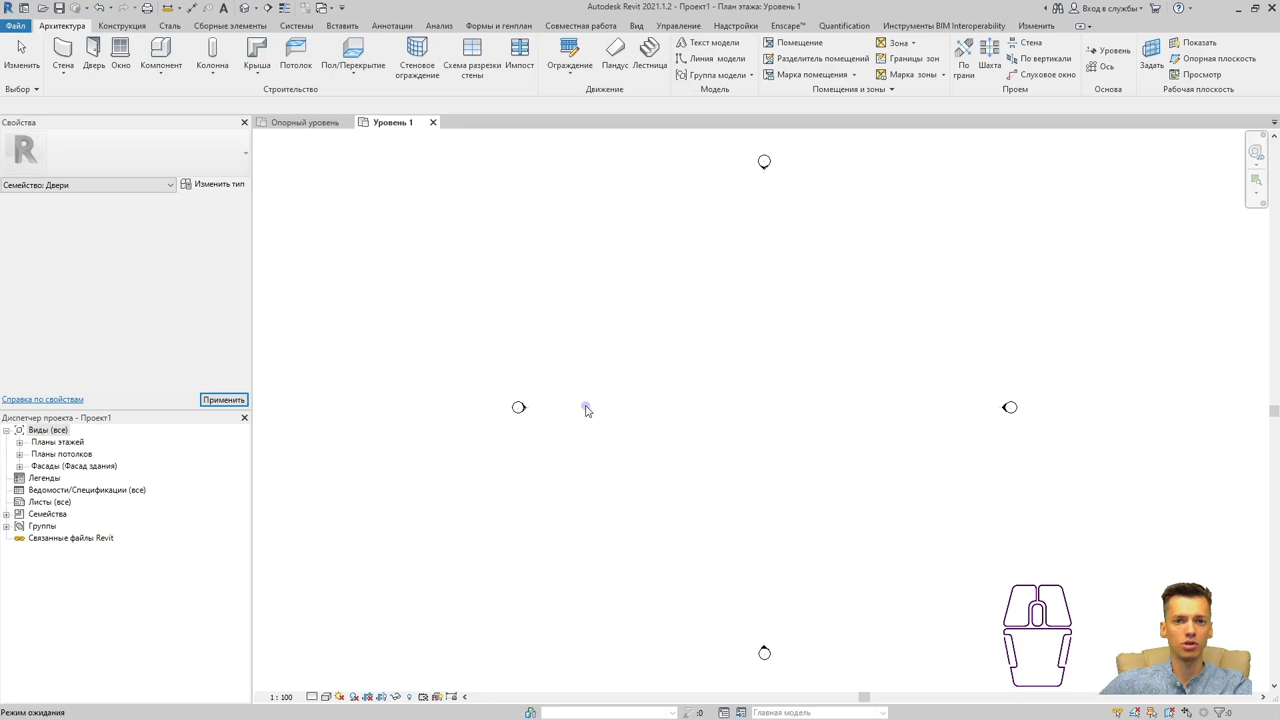 Autodesk Revit 2021.1.2 - Проект1 - План этажа: Уровень 1
Вход в службы
Файл Архитектура Конструкция Сталь Сборные элементы Системы Вставить Аннотации Анализ Формы и генплан Совместная работа Вид Управление Надстройки Enscape™ Quantification Инструменты BIM Interoperability Изменить
Изменить Стена Дверь Окно Компонент Колонна Крыша Потолок Пол/Перекрытие Стеновое ограждение Схема разрезки стены Импост Ограждение Пандус Лестница
Текст модели
Линия модели
Группа модели
Помещение
Разделитель помещений
Марка помещения
Зона
Границы зон
Марка зоны
По грани
Шахта
Стена
По вертикали
Слуховое окно
Уровень
Ось
Задать
Показать
Опорная плоскость
Просмотр
Выбор Строительство Движение Модель Помещения и зоны Проем Основа Рабочая плоскость
Свойства
Опорный уровень Уровень 1
R
Семейство: Двери Изменить тип
Справка по свойствам Применить
Диспетчер проекта - Проект1
Виды (все)
Планы этажей
Планы потолков
Фасады (Фасад здания)
Легенды
Ведомости/Спецификации (все)
Листы (все)
Семейства
Группы
Связанные файлы Revit
1 : 100
Режим ожидания
:0
Главная модель
:0